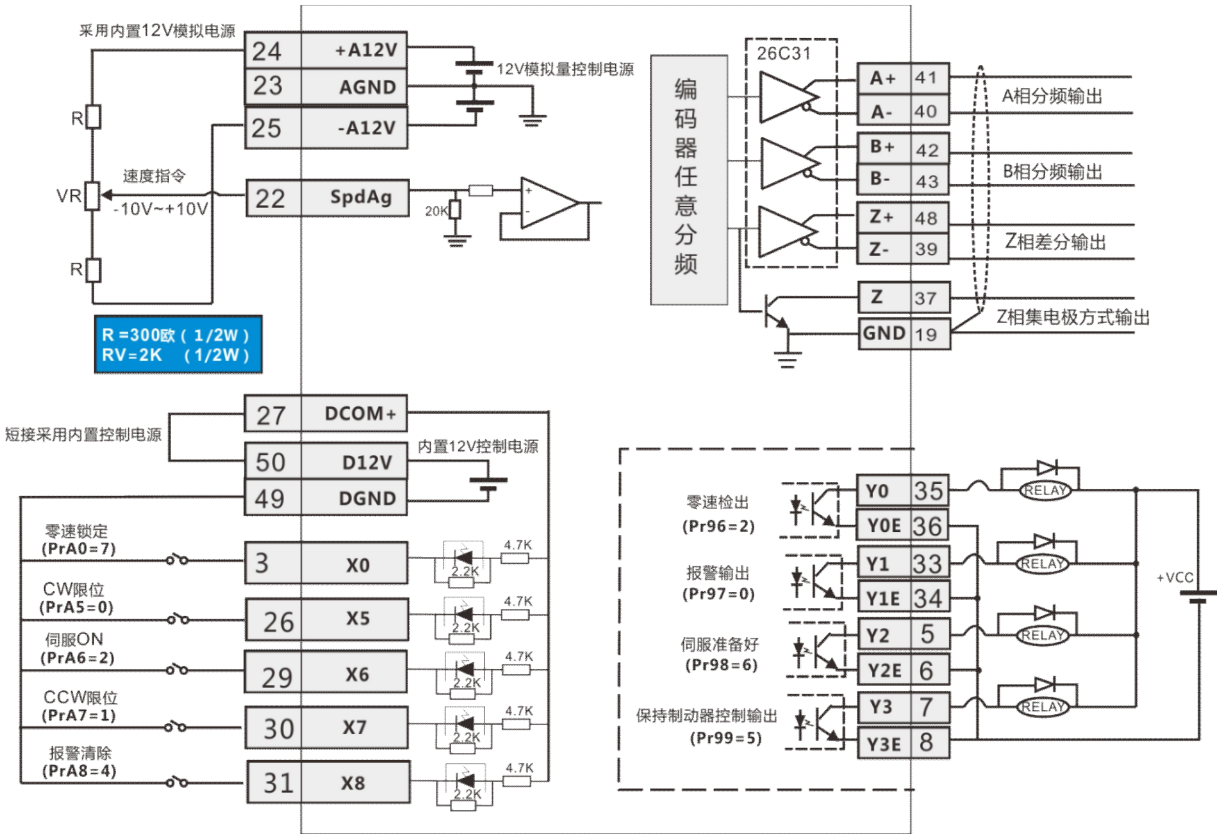 采用内置12V模拟电源
24 +A12V
23 AGND
25 -A12V
12V模拟量控制电源
R
速度指令
VR
-10V~+10V
22 SpdAg
20K
+
-
R
R =300欧 ( 1/2W )
RV=2K ( 1/2W )
编码器任意分频
26C31
A+ 41
A- 40
A相分频输出
B+ 42
B- 43
B相分频输出
Z+ 48
Z- 39
Z相差分输出
Z 37
GND 19
Z相集电极方式输出
27 DCOM+
短接采用内置控制电源
50 D12V
内置12V控制电源
49 DGND
零速锁定
(PrA0=7)
3 X0
4.7K
2.2K
CW限位
(PrA5=0)
26 X5
4.7K
2.2K
伺服ON
(PrA6=2)
29 X6
4.7K
2.2K
CCW限位
(PrA7=1)
30 X7
4.7K
2.2K
报警清除
(PrA8=4)
31 X8
4.7K
2.2K
零速检出
(Pr96=2)
Y0 35
RELAY
Y0E 36
报警输出
(Pr97=0)
Y1 33
RELAY
Y1E 34
+VCC
伺服准备好
(Pr98=6)
Y2 5
RELAY
Y2E 6
保持制动器控制输出
(Pr99=5)
Y3 7
RELAY
Y3E 8